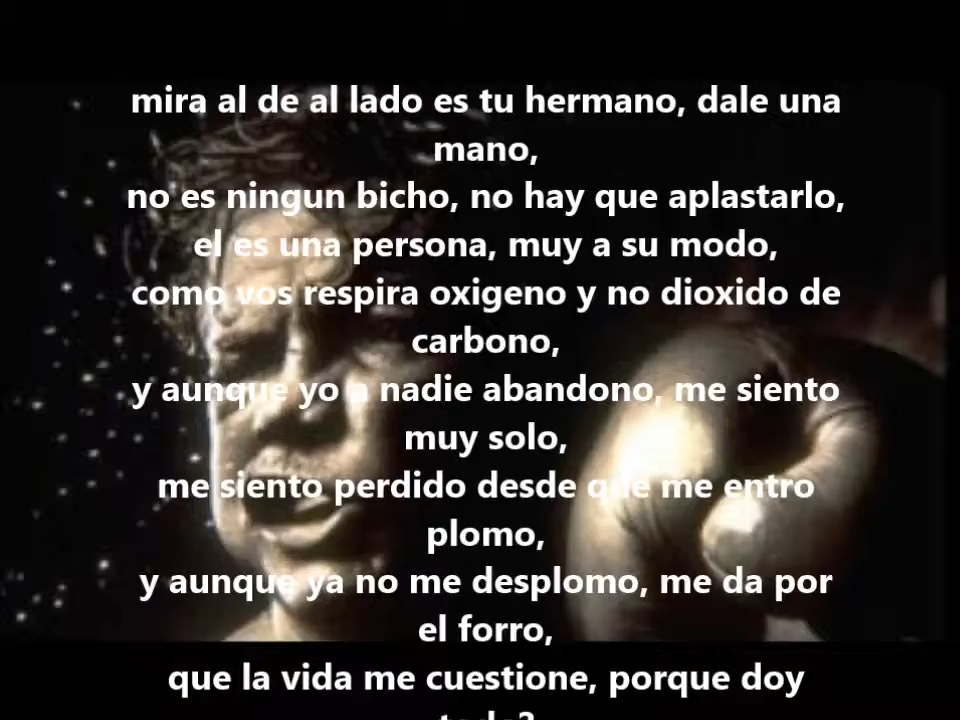 mira al de al lado es tu hermano, dale una
mano,
no es ningun bicho, no hay que aplastarlo,
el es una persona, muy a su modo,
como vos respira oxigeno y no dioxido de
carbono,
y aunque yo a nadie abandono, me siento
muy solo,
me siento perdido desde que me entro
plomo,
y aunque ya no me desplomo, me da por
el forro,
que la vida me cuestione, porque doy